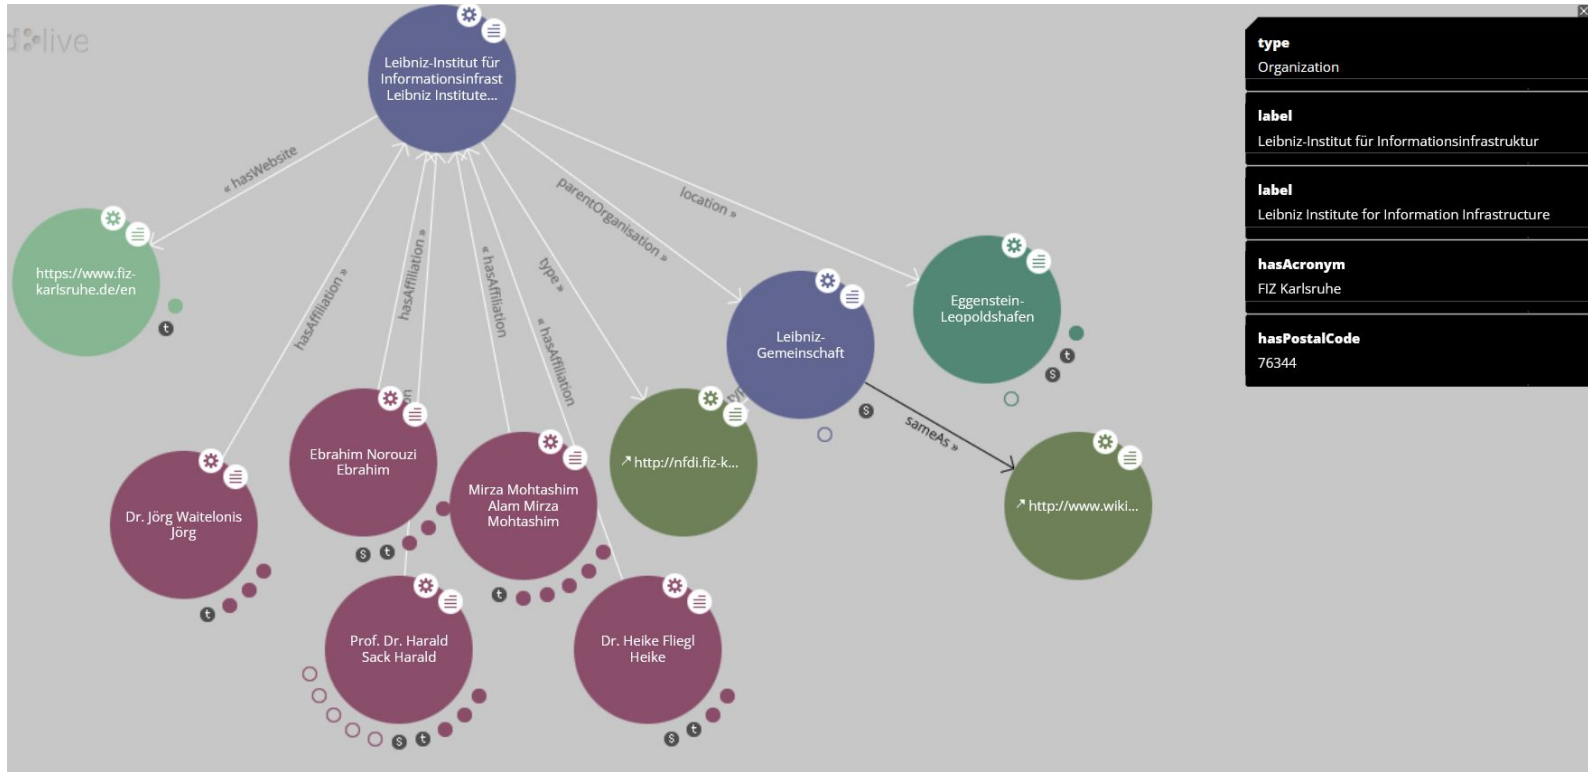 d:live
Leibniz-Institut für
Informationsinfrast
Leibniz Institute...
« hasWebsite
hasAffiliation »
hasAffiliation »
« hasAffiliation
« hasAffiliation
type »
parentOrganisation »
location »
https://www.fiz-
karlsruhe.de/en
t
Eggenstein-
Leopoldshafen
t
s
Leibniz-
Gemeinschaft
s
sameAs »
Ebrahim Norouzi
Ebrahim
s t
Mirza Mohtashim
Alam Mirza
Mohtashim
t
http://nfdi.fiz-k...
http://www.wiki...
Dr. Jörg Waitelonis
Jörg
t
Prof. Dr. Harald
Sack Harald
s t
Dr. Heike Fliegl
Heike
s t
type
Organization
label
Leibniz-Institut für Informationsinfrastruktur
label
Leibniz Institute for Information Infrastructure
hasAcronym
FIZ Karlsruhe
hasPostalCode
76344